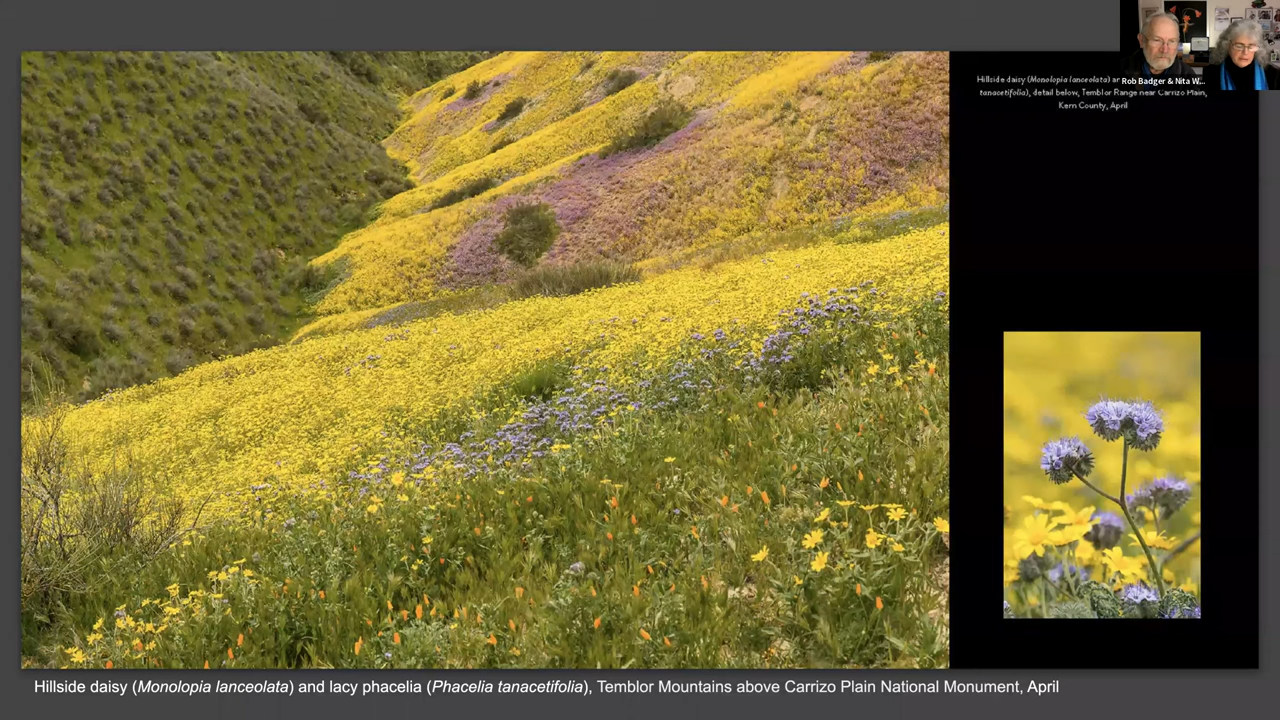 Rob Badger & Nita W...
Hillside daisy (Monolopia lanceolata) ar
tanacetifolia), detail below, Temblor Range near Carrizo Plain,
Kern County, April
Hillside daisy (Monolopia lanceolata) and lacy phacelia (Phacelia tanacetifolia), Temblor Mountains above Carrizo Plain National Monument, April